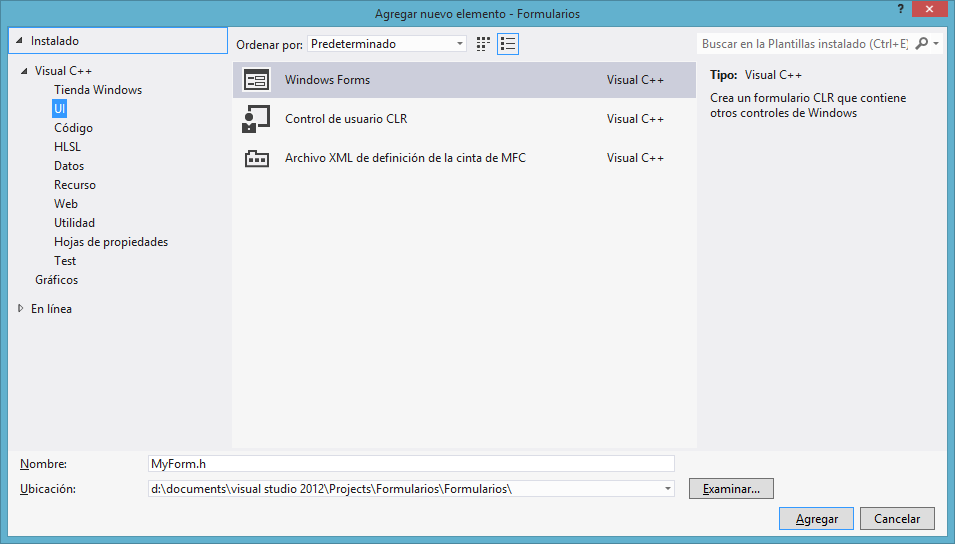 Agregar nuevo elemento - Formularios
?
Instalado
Ordenar por: Predeterminado
Buscar en la Plantillas instalado (Ctrl+E)
Visual C++
Tienda Windows
UI
Código
HLSL
Datos
Recurso
Web
Utilidad
Hojas de propiedades
Test
Gráficos
En línea
Windows Forms Visual C++
Control de usuario CLR Visual C++
Archivo XML de definición de la cinta de MFC Visual C++
Tipo: Visual C++
Crea un formulario CLR que contiene
otros controles de Windows
Nombre: MyForm.h
Ubicación: d:\documents\visual studio 2012\Projects\Formularios\Formularios\
Examinar...
Agregar Cancelar